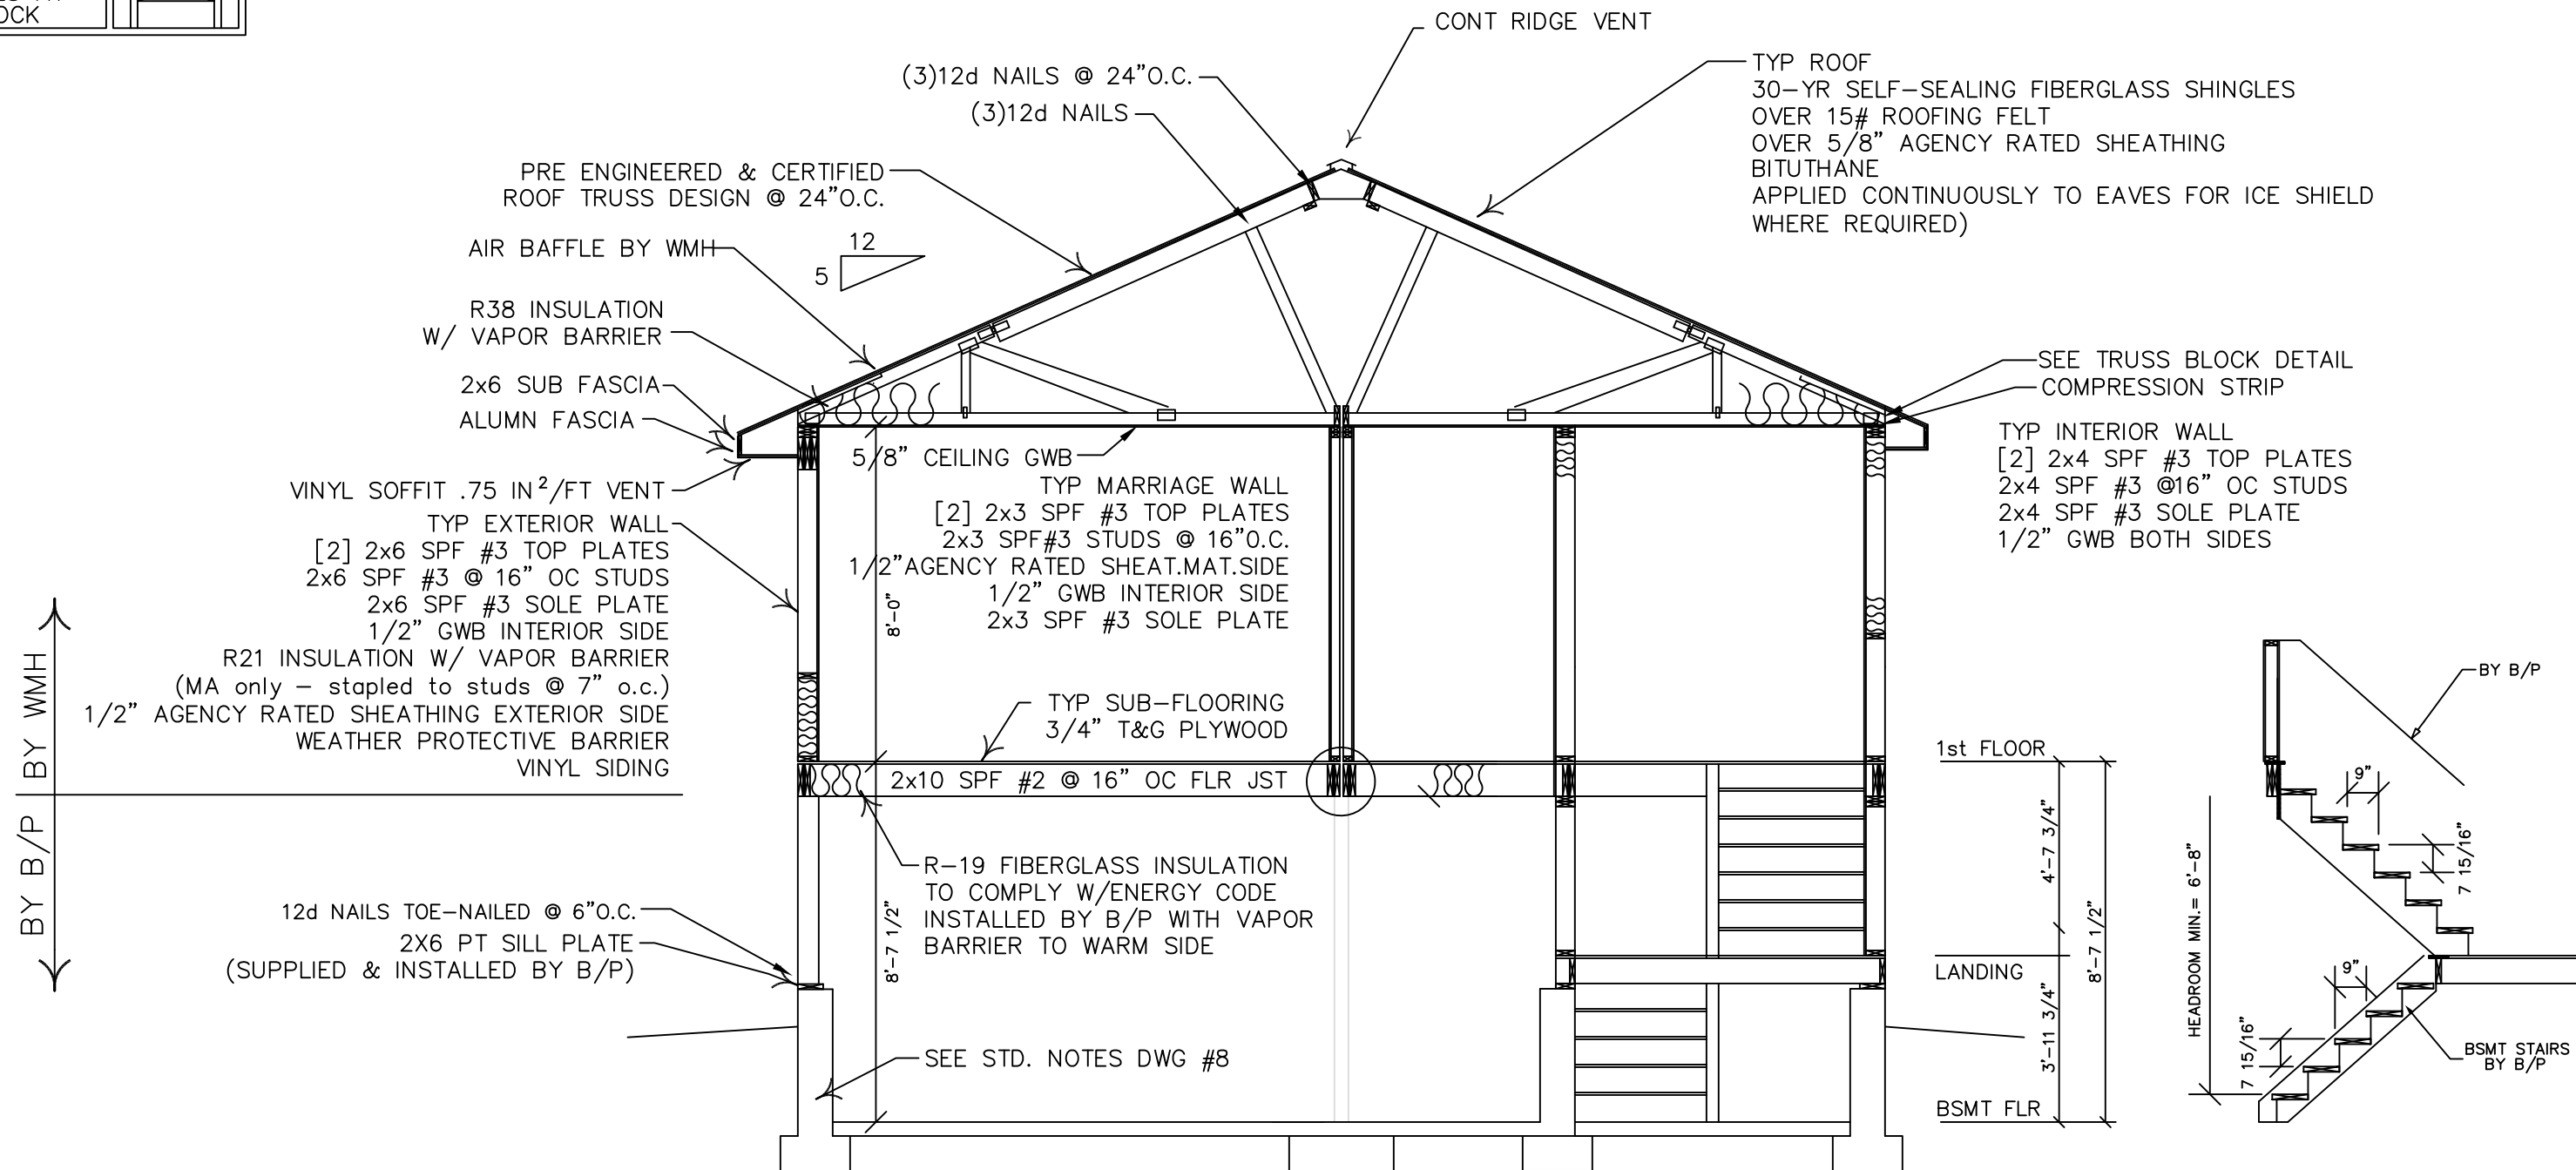 OCK
CONT RIDGE VENT
(3)12d NAILS @ 24"O.C.
(3)12d NAILS
TYP ROOF
30-YR SELF-SEALING FIBERGLASS SHINGLES
OVER 15# ROOFING FELT
OVER 5/8" AGENCY RATED SHEATHING
BITUTHANE
APPLIED CONTINUOUSLY TO EAVES FOR ICE SHIELD
WHERE REQUIRED)
PRE ENGINEERED & CERTIFIED
ROOF TRUSS DESIGN @ 24"O.C.
12
5
AIR BAFFLE BY WMH
R38 INSULATION
W/ VAPOR BARRIER
2x6 SUB FASCIA
ALUMN FASCIA
VINYL SOFFIT .75 IN²/FT VENT
TYP EXTERIOR WALL
[2] 2x6 SPF #3 TOP PLATES
2x6 SPF #3 @ 16" OC STUDS
2x6 SPF #3 SOLE PLATE
1/2" GWB INTERIOR SIDE
R21 INSULATION W/ VAPOR BARRIER
(MA only - stapled to studs @ 7" o.c.)
1/2" AGENCY RATED SHEATHING EXTERIOR SIDE
WEATHER PROTECTIVE BARRIER
VINYL SIDING
BY WMH
BY B/P
5/8" CEILING GWB
TYP MARRIAGE WALL
[2] 2x3 SPF #3 TOP PLATES
2x3 SPF#3 STUDS @ 16"O.C.
1/2"AGENCY RATED SHEAT.MAT.SIDE
1/2" GWB INTERIOR SIDE
2x3 SPF #3 SOLE PLATE
8'-0"
SEE TRUSS BLOCK DETAIL
COMPRESSION STRIP
TYP INTERIOR WALL
[2] 2x4 SPF #3 TOP PLATES
2x4 SPF #3 @16" OC STUDS
2x4 SPF #3 SOLE PLATE
1/2" GWB BOTH SIDES
TYP SUB-FLOORING
3/4" T&G PLYWOOD
2x10 SPF #2 @ 16" OC FLR JST
R-19 FIBERGLASS INSULATION
TO COMPLY W/ENERGY CODE
INSTALLED BY B/P WITH VAPOR
BARRIER TO WARM SIDE
8'-7 1/2"
12d NAILS TOE-NAILED @ 6"O.C.
2X6 PT SILL PLATE
(SUPPLIED & INSTALLED BY B/P)
SEE STD. NOTES DWG #8
1st FLOOR
4'-7 3/4"
8'-7 1/2"
LANDING
3'-11 3/4"
BSMT FLR
BY B/P
9"
7 15/16"
HEADROOM MIN.= 6'-8"
9"
7 15/16"
BSMT STAIRS
BY B/P